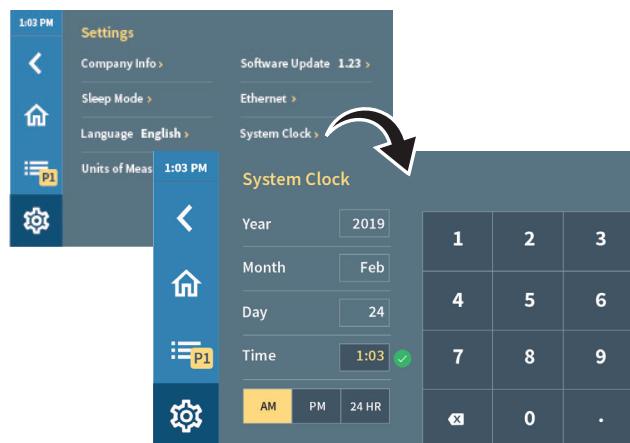 1:03 PM
Settings
Company Info ›
Software Update 1.23 ›
Sleep Mode ›
Ethernet ›
Language English ›
System Clock ›
P1
Units of Meas
1:03 PM
System Clock
Year 2019
Month Feb
Day 24
Time 1:03
AM PM 24 HR
P1
1 2 3
4 5 6
7 8 9
0 .